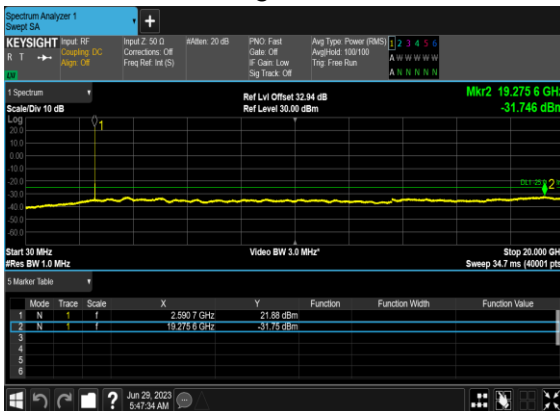 Spectrum Analyzer 1
Swept SA
KEYSIGHT Input: RF Input Z: 50 Ω #Atten: 20 dB PNO: Fast Avg Type: Power (RMS) 1 2 3 4 5 6
R T Coupling: DC Corrections: Off Gate: Off Avg|Hold: 100/100 A W W W W W
Align: Off Freq Ref: Int (S) IF Gain: Low Trig: Free Run
Sig Track: Off A N N N N N
1 Spectrum Ref Lvl Offset 32.94 dB Mkr2 19.275 6 GHz
Scale/Div 10 dB Ref Level 30.00 dBm -31.746 dBm
Log
20.0
10.0
0.00
-10.0
-20.0
-30.0
-40.0
-50.0
-60.0
1
2
Start 30 MHz Video BW 3.0 MHz* Stop 20.000 GH
#Res BW 1.0 MHz Sweep 34.7 ms (40001 pts
5 Marker Table
Mode Trace Scale X Y Function Function Width Function Value
1 N 1 f 2.590 7 GHz 21.88 dBm
2 N 1 f 19.275 6 GHz -31.75 dBm
3
4
5
6
Jun 29, 2023
5:47:34 AM